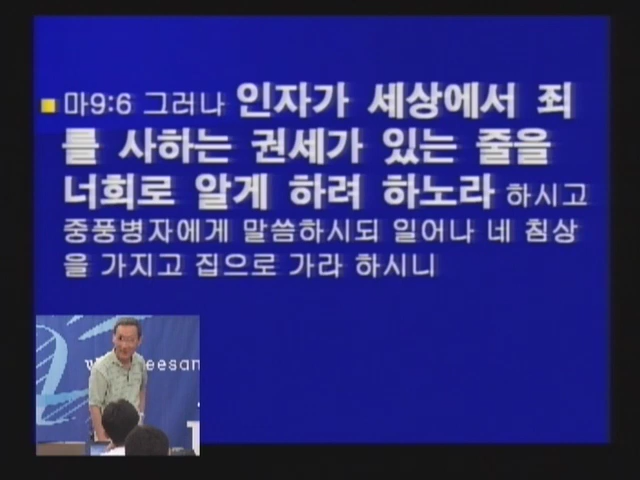 마9:6 그러나 인자가 세상에서 죄
를 사하는 권세가 있는 줄을
너희로 알게 하려 하노라 하시고
중풍병자에게 말씀하시되 일어나 네 침상
을 가지고 집으로 가라 하시니